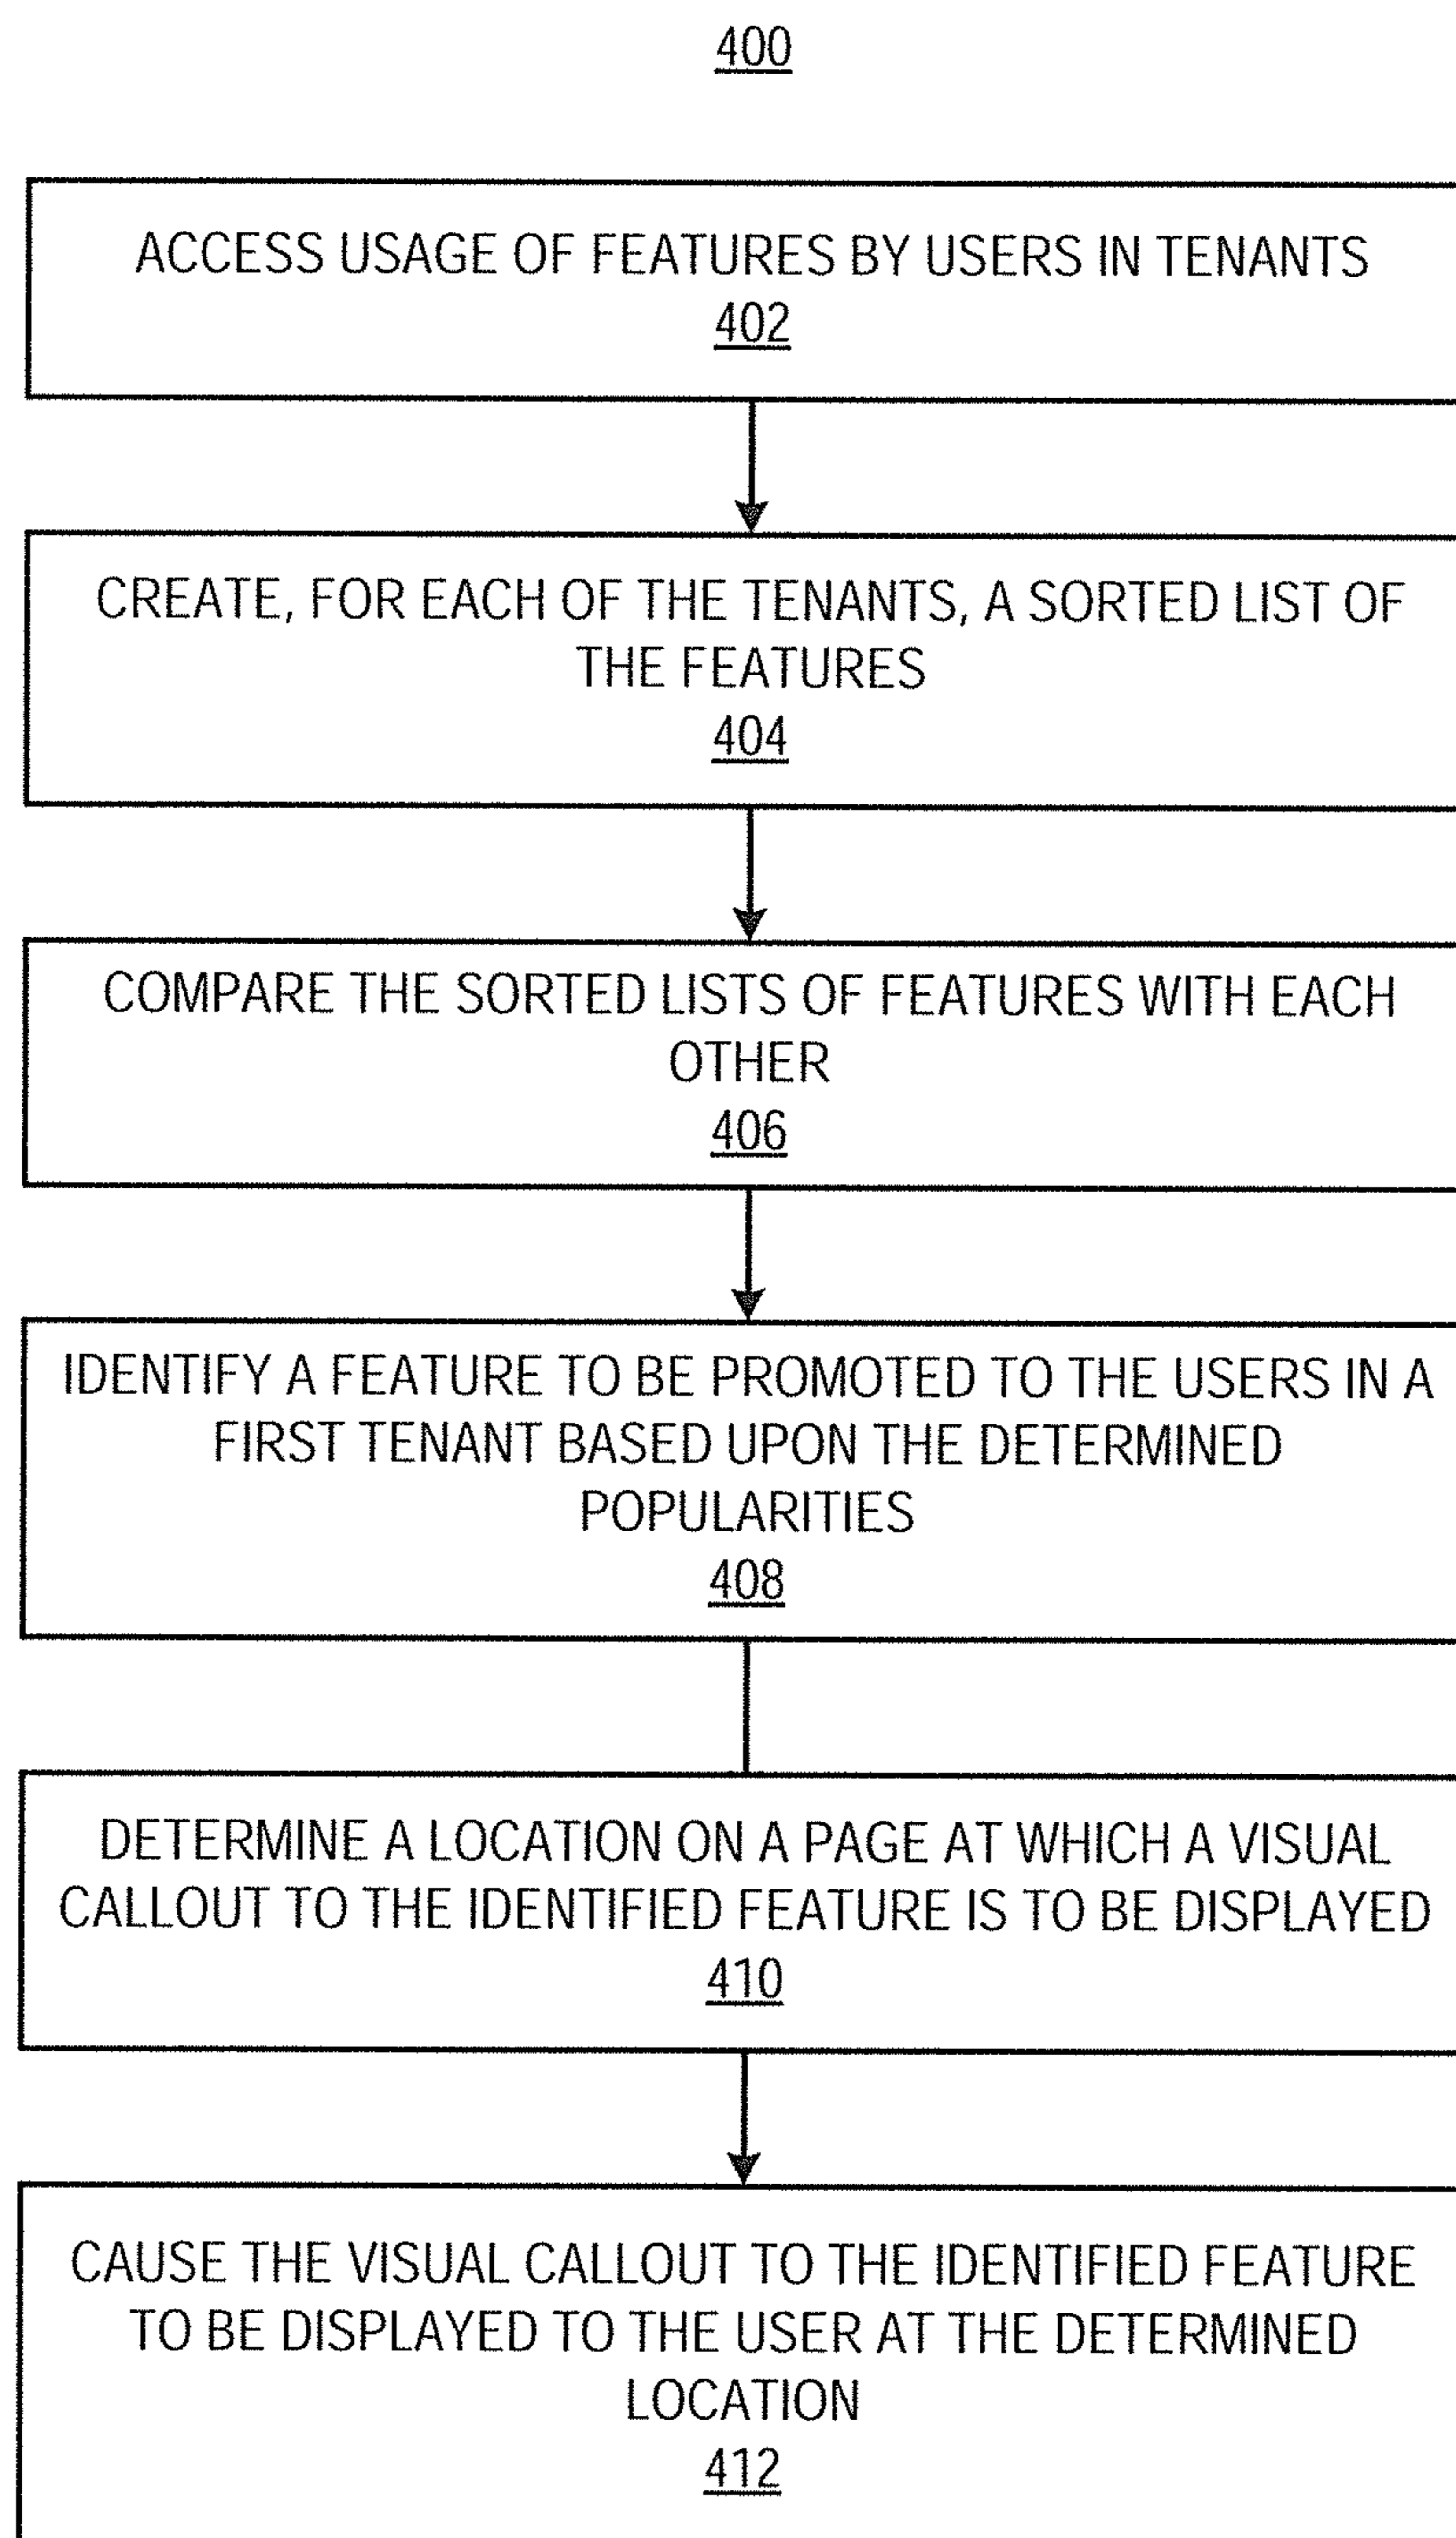 400
ACCESS USAGE OF FEATURES BY USERS IN TENANTS
402
CREATE, FOR EACH OF THE TENANTS, A SORTED LIST OF
THE FEATURES
404
COMPARE THE SORTED LISTS OF FEATURES WITH EACH
OTHER
406
IDENTIFY A FEATURE TO BE PROMOTED TO THE USERS IN A
FIRST TENANT BASED UPON THE DETERMINED
POPULARITIES
408
DETERMINE A LOCATION ON A PAGE AT WHICH A VISUAL
CALLOUT TO THE IDENTIFIED FEATURE IS TO BE DISPLAYED
410
CAUSE THE VISUAL CALLOUT TO THE IDENTIFIED FEATURE
TO BE DISPLAYED TO THE USER AT THE DETERMINED
LOCATION
412